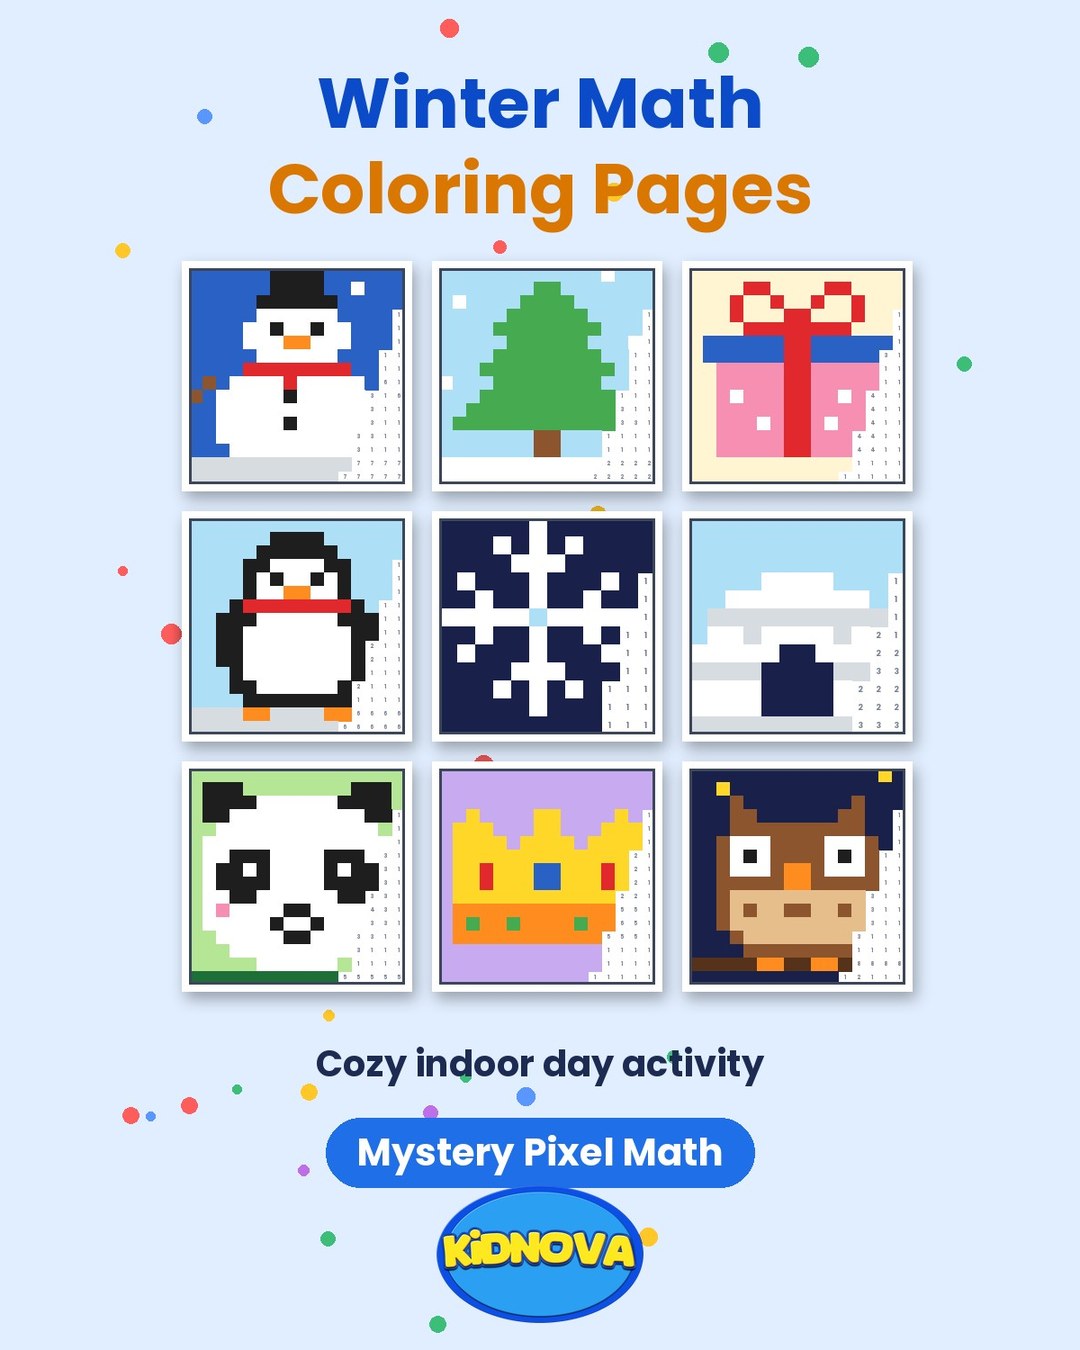 Winter Math
Coloring Pages
Cozy indoor day activity
Mystery Pixel Math
KiDNOVA